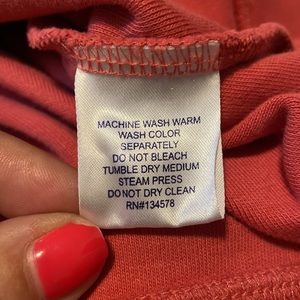 MACHINE WASH WARM
WASH COLOR
SEPARATELY
DO NOT BLEACH
TUMBLE DRY MEDIUM
STEAM PRESS
DO NOT DRY CLEAN
RN#134578